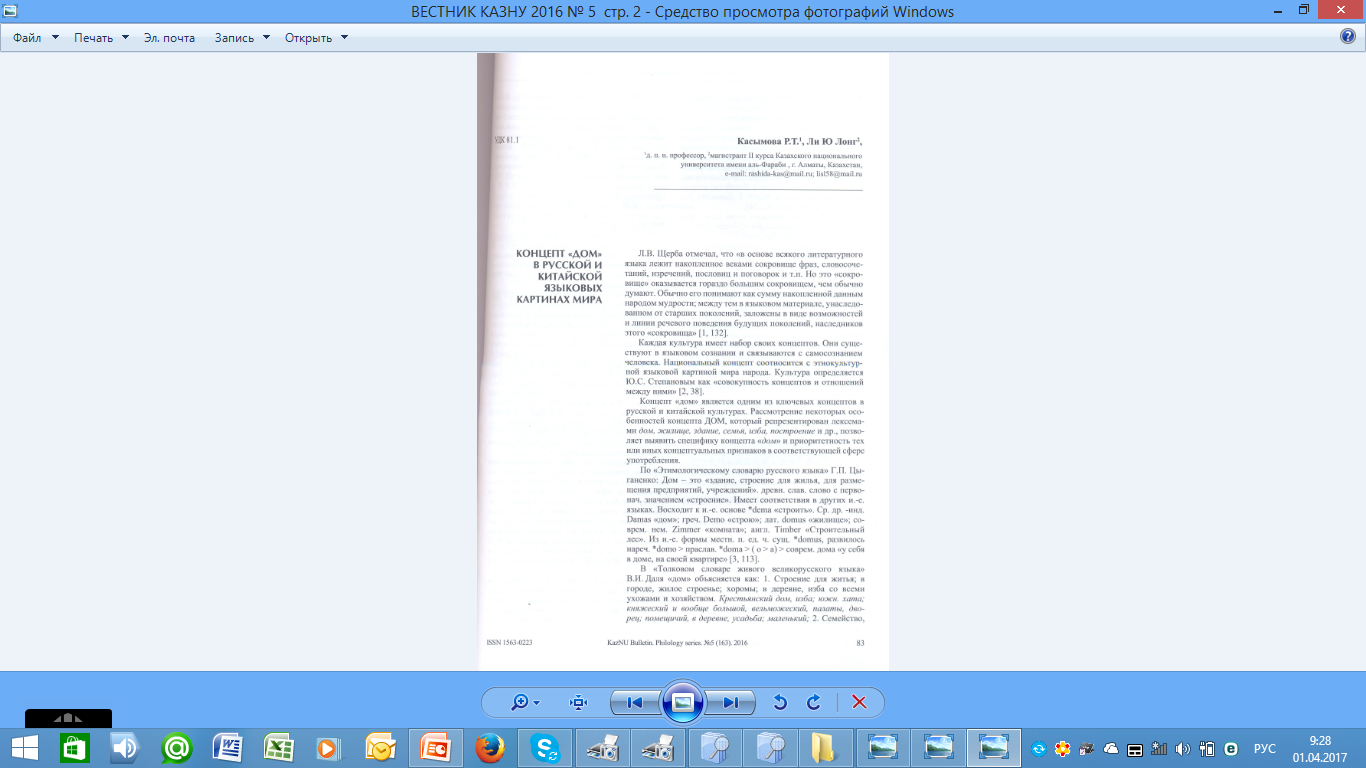 ВЕСТНИК КАЗНУ 2016 № 5 стр. 2 - Средство просмотра фотографий Windows
Файл Печать Эл. почта Запись Открыть
УДК 81.1
Касымова Р.Т.¹, Ли Ю Лонг²,
¹д. п. н. профессор, ²магистрант II курса Казахского национального
университета имени аль-Фараби , г. Алматы, Казахстан,
e-mail: rashida-kas@mail.ru; lisl58@mail.ru
КОНЦЕПТ «ДОМ»
В РУССКОЙ И
КИТАЙСКОЙ
ЯЗЫКОВЫХ
КАРТИНАХ МИРА
Л.В. Щерба отмечал, что «в основе всякого литературного
языка лежит накопленное веками сокровище фраз, словосоче-
таний, изречений, пословиц и поговорок и т.п. Но это «сокро-
вище» оказывается гораздо большим сокровищем, чем обычно
думают. Обычно его понимают как сумму накопленной данным
народом мудрости; между тем в языковом материале, унаследо-
ванном от старших поколений, заложены в виде возможностей
и линии речевого поведения будущих поколений, наследников
этого «сокровища» [1, 132].
Каждая культура имеет набор своих концептов. Они суще-
ствуют в языковом сознании и связываются с самосознанием
человека. Национальный концепт соотносится с этнокультур-
ной языковой картиной мира народа. Культура определяется
Ю.С. Степановым как «совокупность концептов и отношений
между ними» [2, 38].
Концепт «дом» является одним из ключевых концептов в
русской и китайской культурах. Рассмотрение некоторых осо-
бенностей концепта ДОМ, который репрезентирован лексема-
ми дом, жилище, здание, семья, изба, построение и др., позво-
ляет выявить специфику концепта «дом» и приоритетность тех
или иных концептуальных признаков в соответствующей сфере
употребления.
По «Этимологическому словарю русского языка» Г.П. Цы-
ганенко: Дом – это «здание, строение для жилья, для разме-
щения предприятий, учреждений». древн. слав. слово с перво-
нач. значением «строение». Имеет соответствия в других и.-е.
языках. Восходит к и.-е. основе *dema «строить». Ср. др. -инд.
Damas «дом»; греч. Demo «строю»; лат. domus «жилище»; со-
врем. нем. Zimmer «комната»; англ. Timber «Строительный
лес». Из и.-е. формы местн. п. ед. ч. сущ. *domus, развилось
нареч. *domo > праслав. *doma > ( o > a) > соврем. дома «у себя
в доме, на своей квартире» [3, 113].
В «Толковом словаре живого великорусского языка»
В.И. Даля «дом» объясняется как: 1. Строение для житья; в
городе, жилое строенье; хоромы; в деревне, изба со всеми
ухожами и хозяйством. Крестьянский дом, изба; южн. хата;
княжеский и вообще большой, вельможеский, палаты, дво-
рец; помещичий, в деревне, усадьба; маленький; 2. Семейство,
ISSN 1563-0223 KazNU Bulletin. Philology series. №5 (163). 2016 83
РУС
9:28
01.04.2017